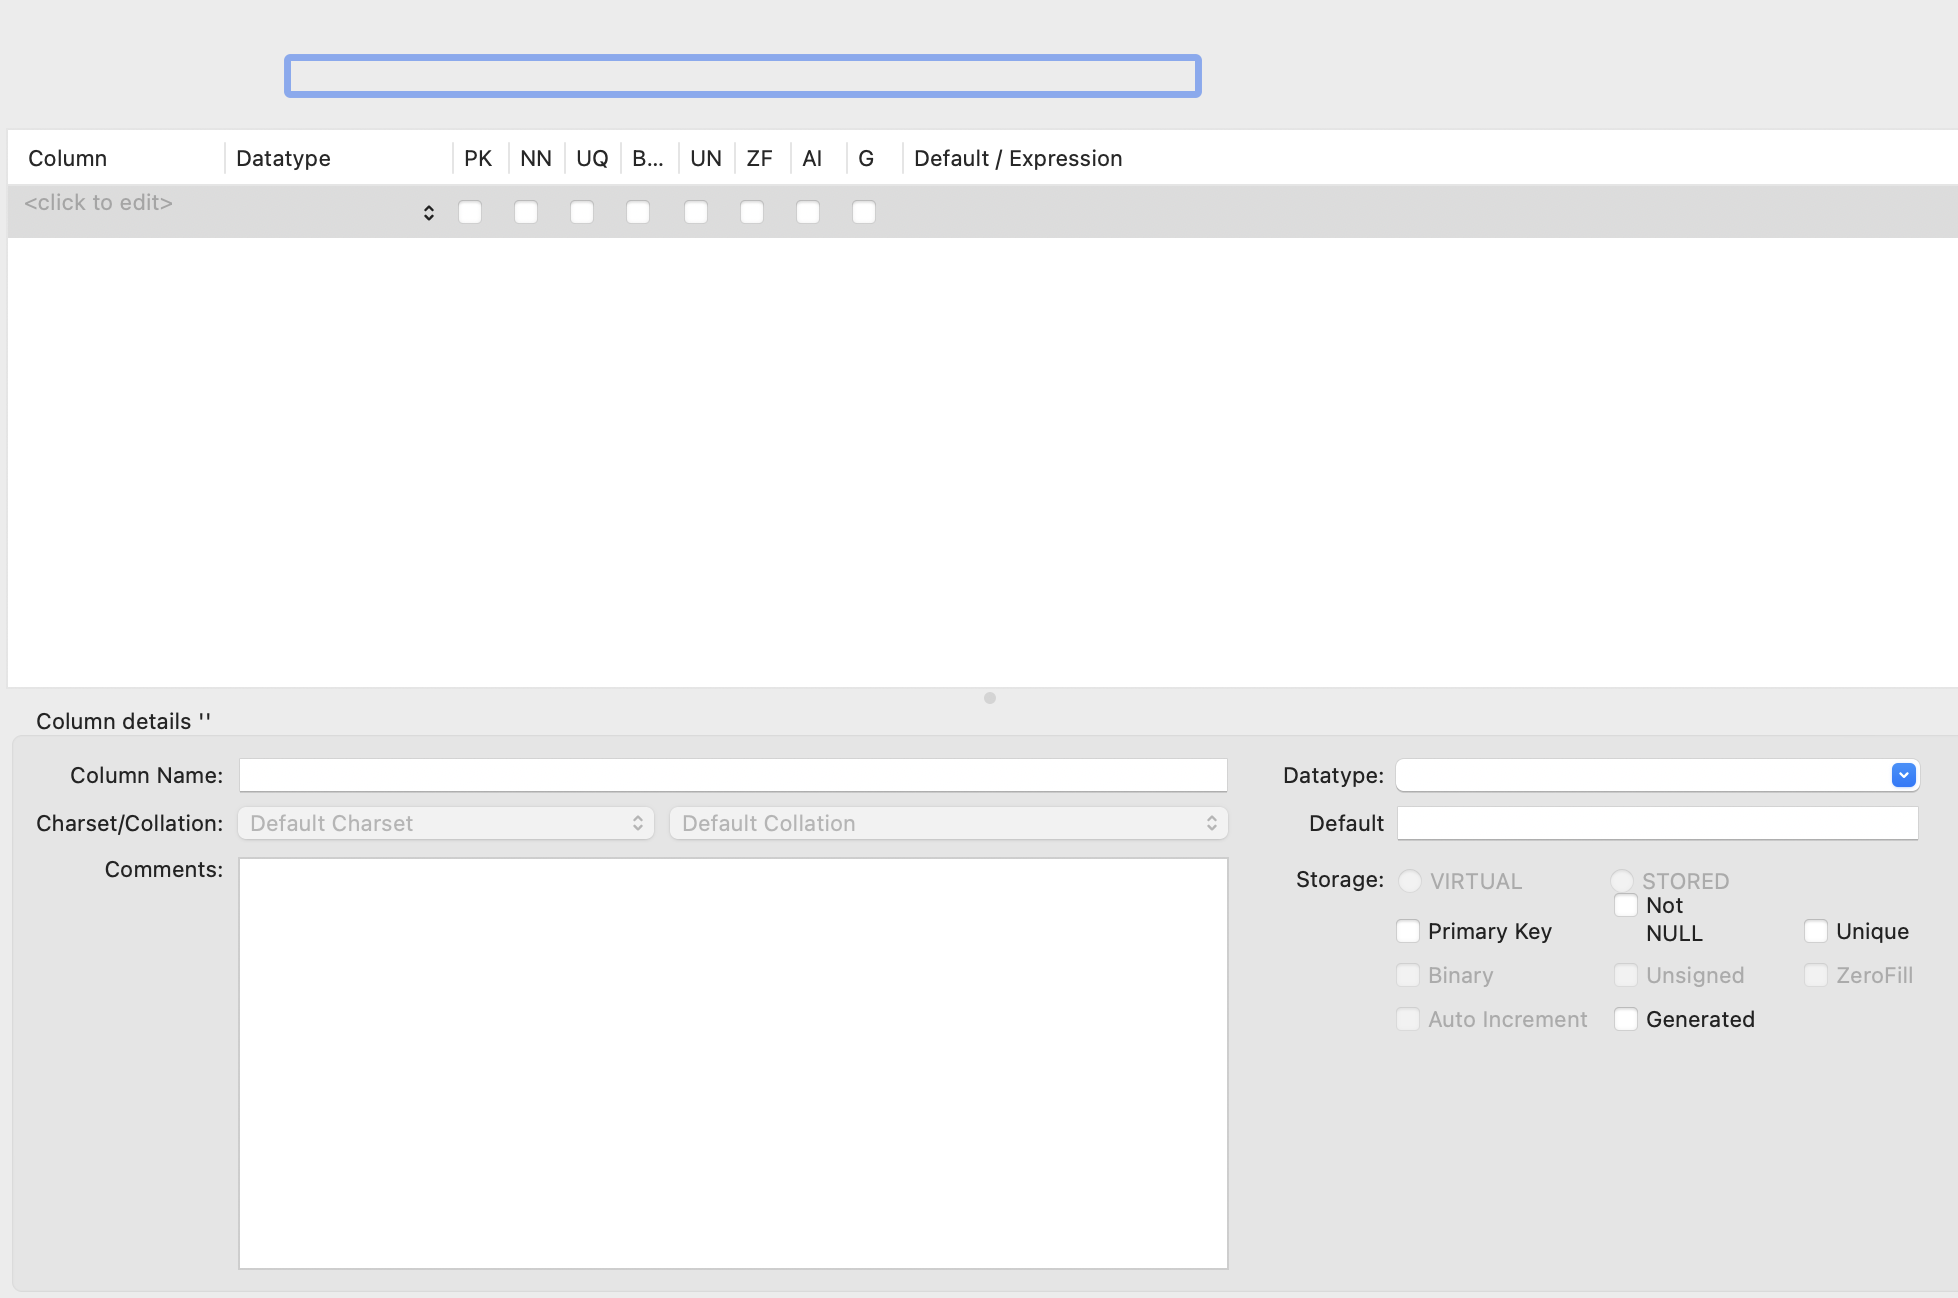 Column Datatype PK NN UQ B... UN ZF AI G Default / Expression
<click to edit>
Column details ''
Column Name: Datatype:
Charset/Collation: Default Charset Default Collation Default
Comments: Storage: VIRTUAL STORED
Primary Key Not NULL Unique
Binary Unsigned ZeroFill
Auto Increment Generated